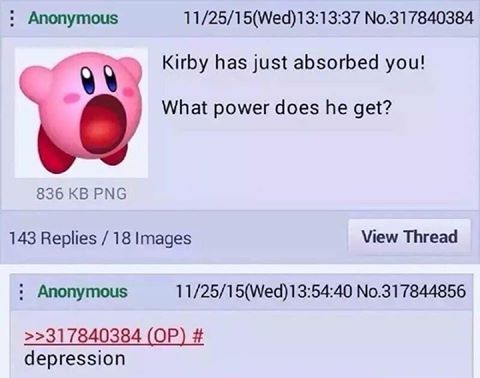 ⋮ Anonymous 11/25/15(Wed)13:13:37 No.317840384
Kirby has just absorbed you!
What power does he get?
836 KB PNG
143 Replies / 18 Images View Thread
⋮ Anonymous 11/25/15(Wed)13:54:40 No.317844856
>>317840384 (OP) #
depression